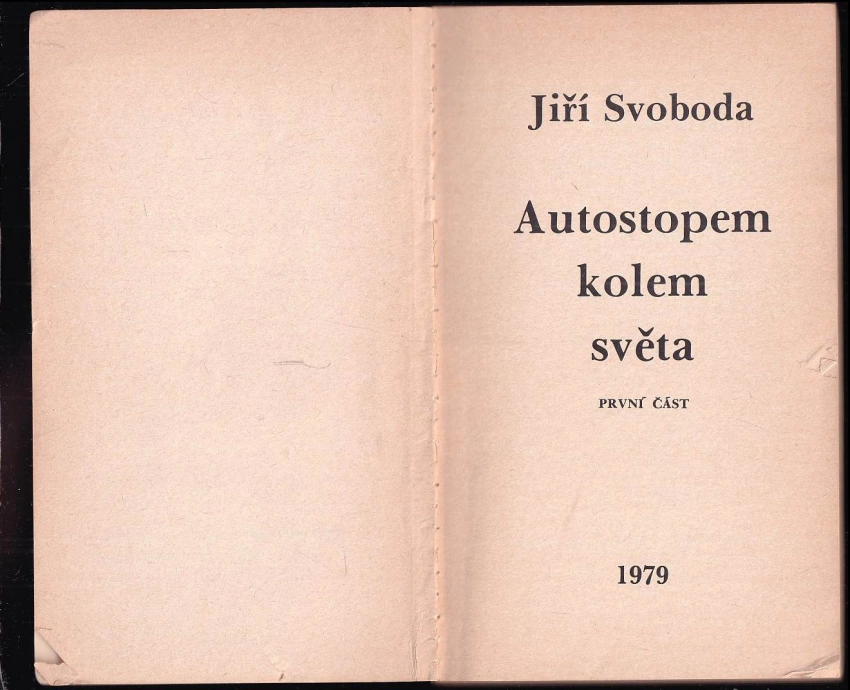 Jiří Svoboda
Autostopem
kolem
světa
PRVNÍ ČÁST
1979